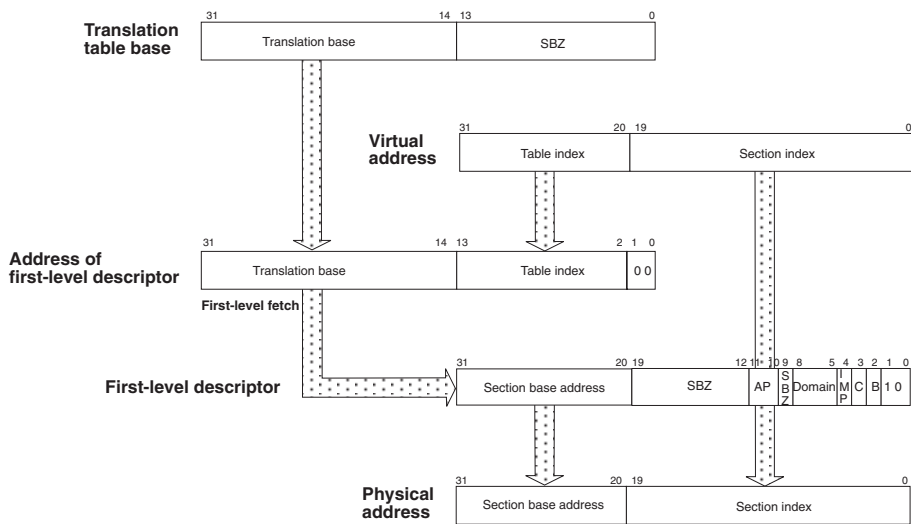 31 14 13 0
Translation
table base
Translation base SBZ
31 20 19 0
Virtual
address
Table index Section index
31 14 13 2 1 0
Address of
first-level descriptor
Translation base Table index 0 0
First-level fetch
31 20 19 12 11 10 9 8 5 4 3 2 1 0
First-level descriptor
Section base address SBZ AP SBZ Domain IMP C B 1 0
31 20 19 0
Physical
address
Section base address Section index